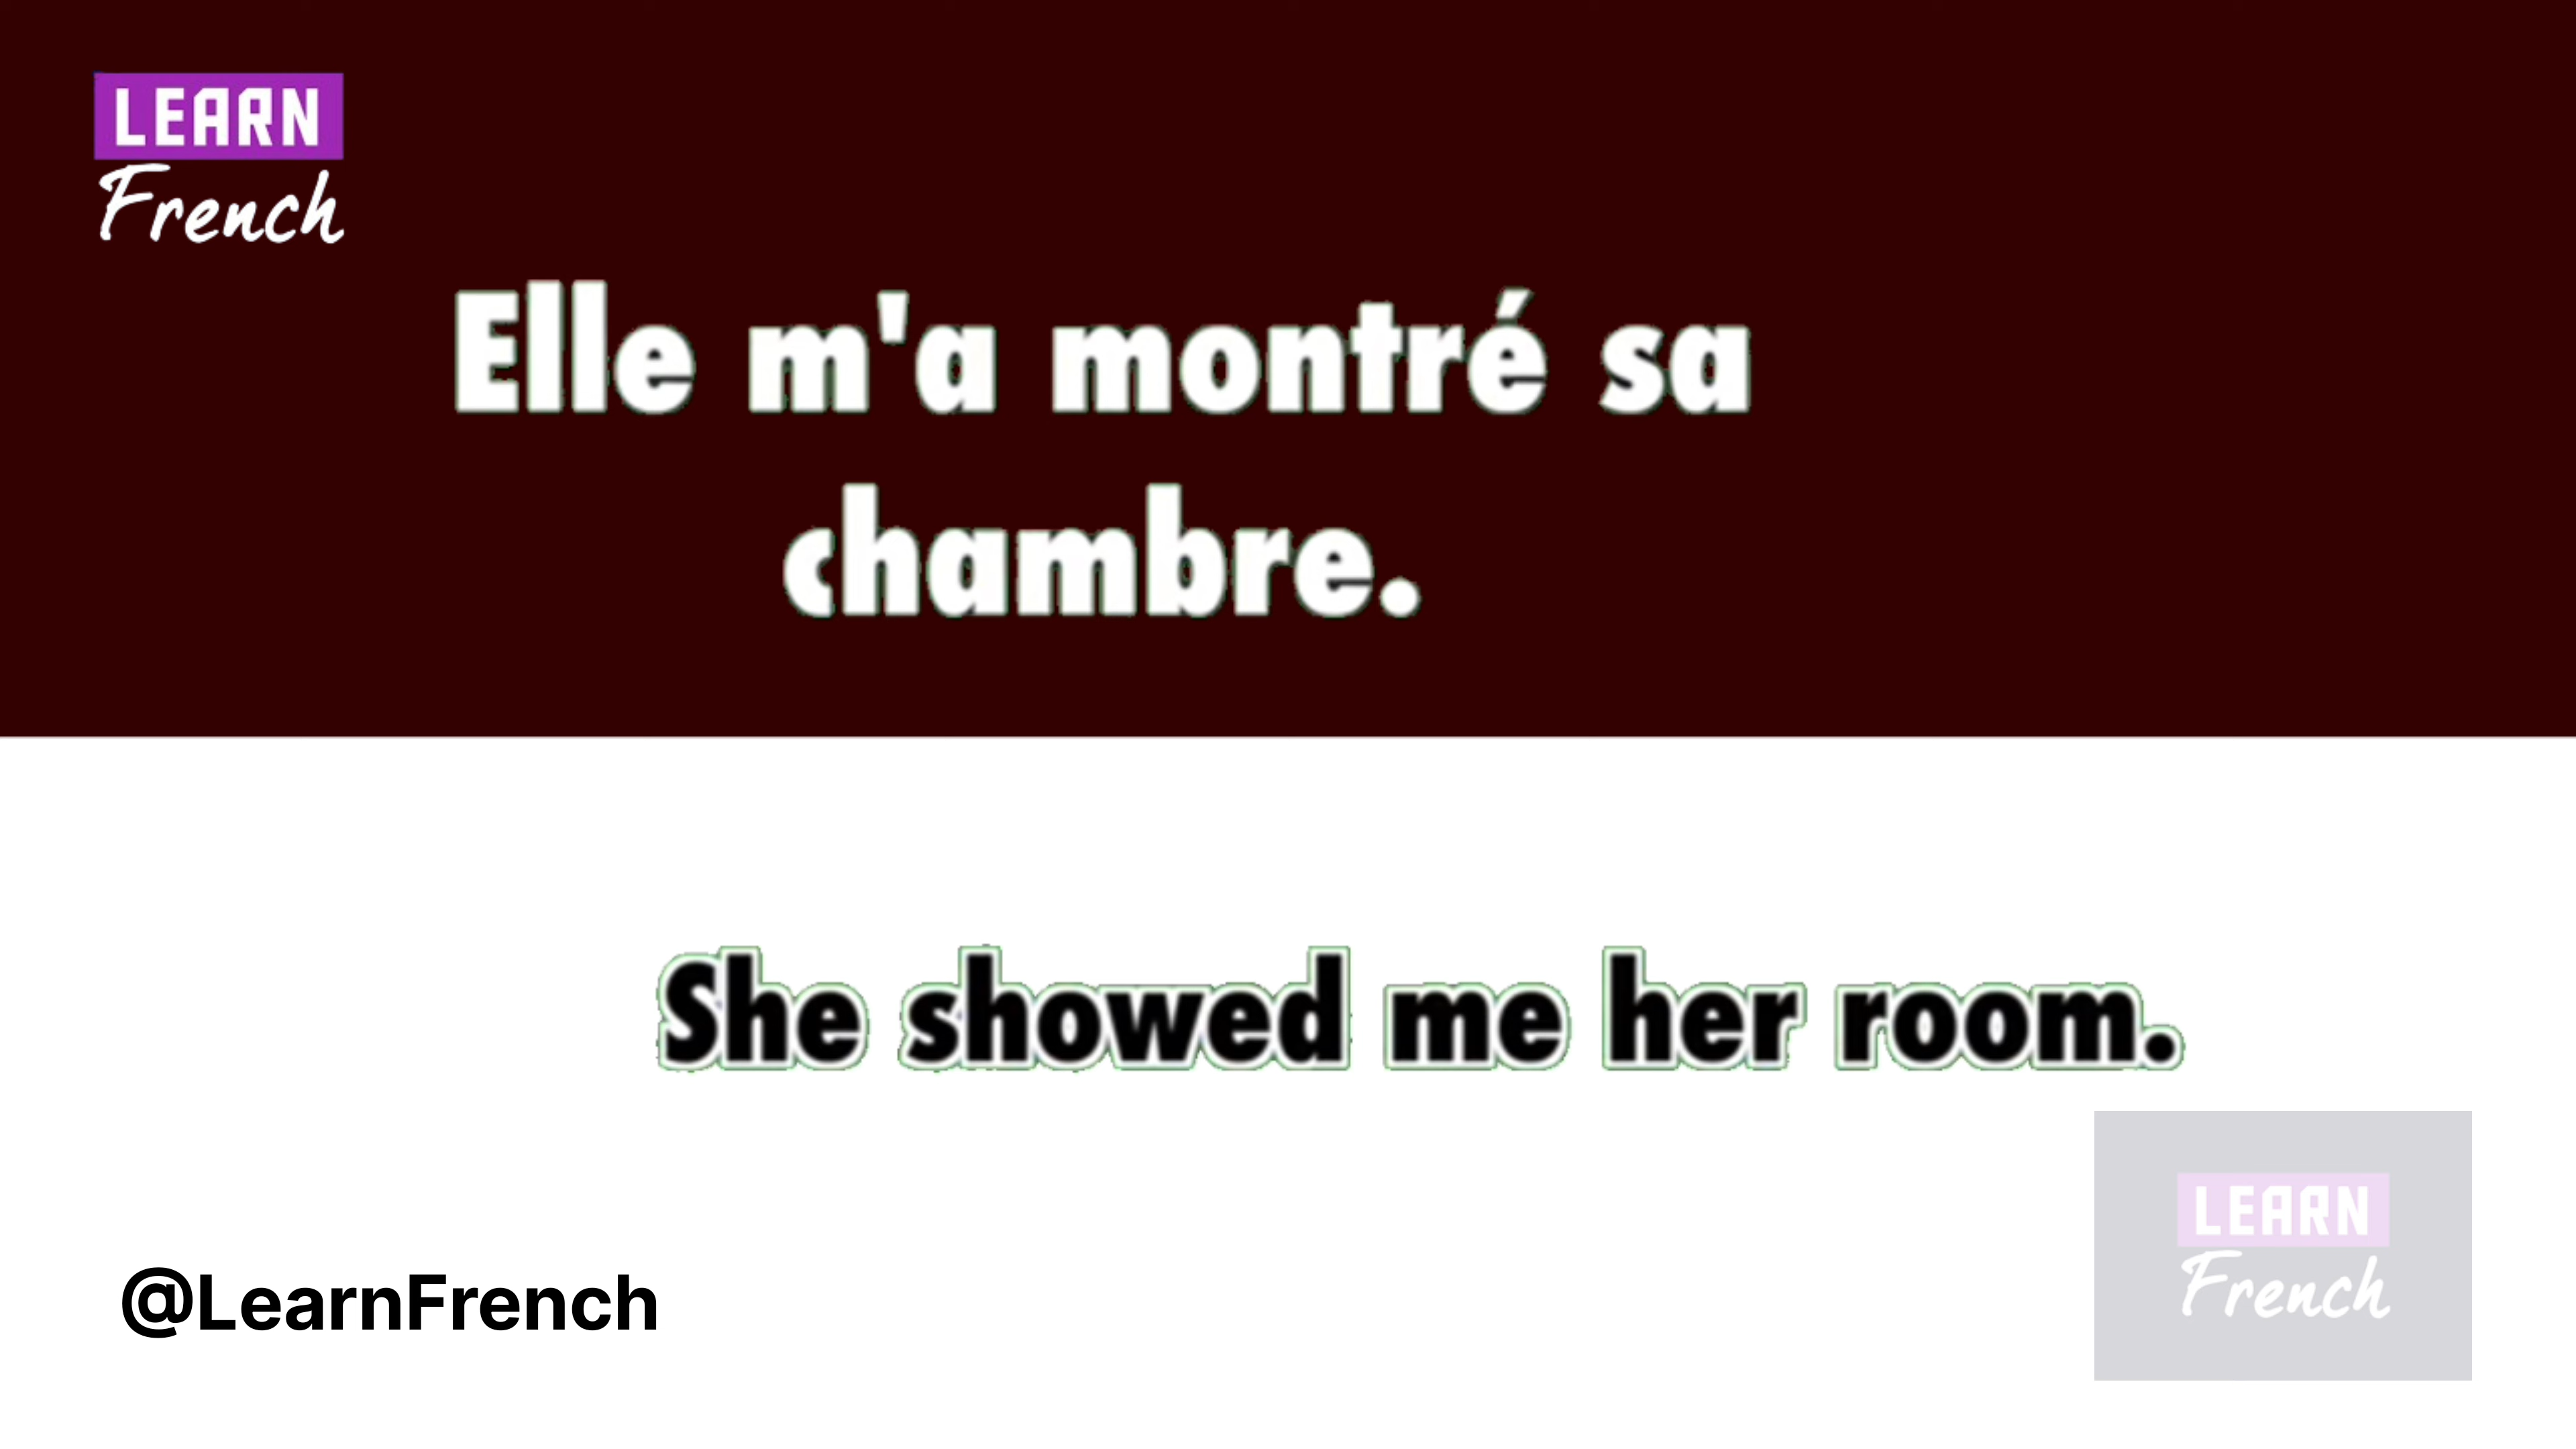 LEARN
French
Elle m'a montré sa
chambre.
She showed me her room.
@LearnFrench
LEARN
French